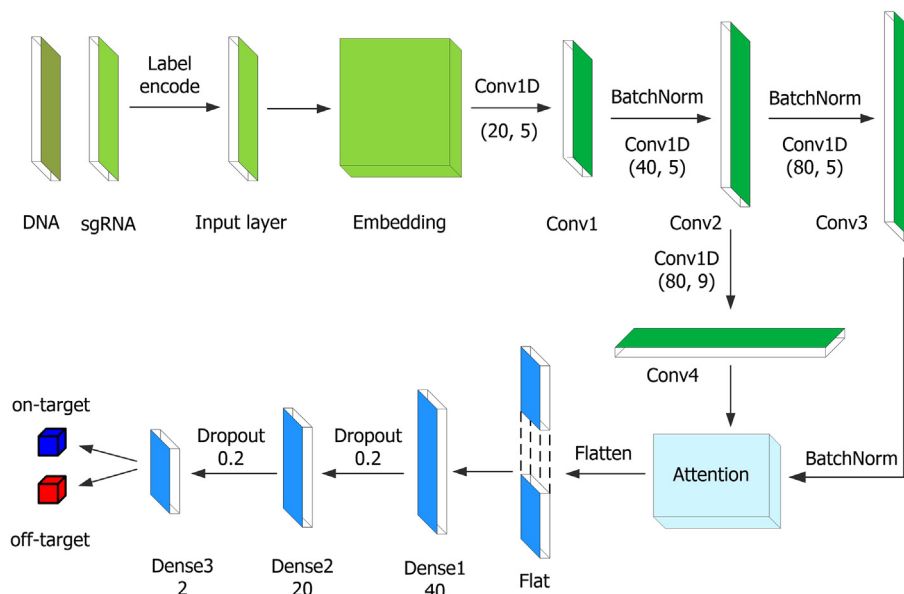 Label
encode
Conv1D
(20, 5)
BatchNorm
Conv1D
(40, 5)
BatchNorm
Conv1D
(80, 5)
DNA
sgRNA
Input layer
Embedding
Conv1
Conv2
Conv3
Conv1D
(80, 9)
Conv4
on-target
off-target
Dropout
0.2
Dropout
0.2
Flatten
Attention
BatchNorm
Dense3
2
Dense2
20
Dense1
40
Flat